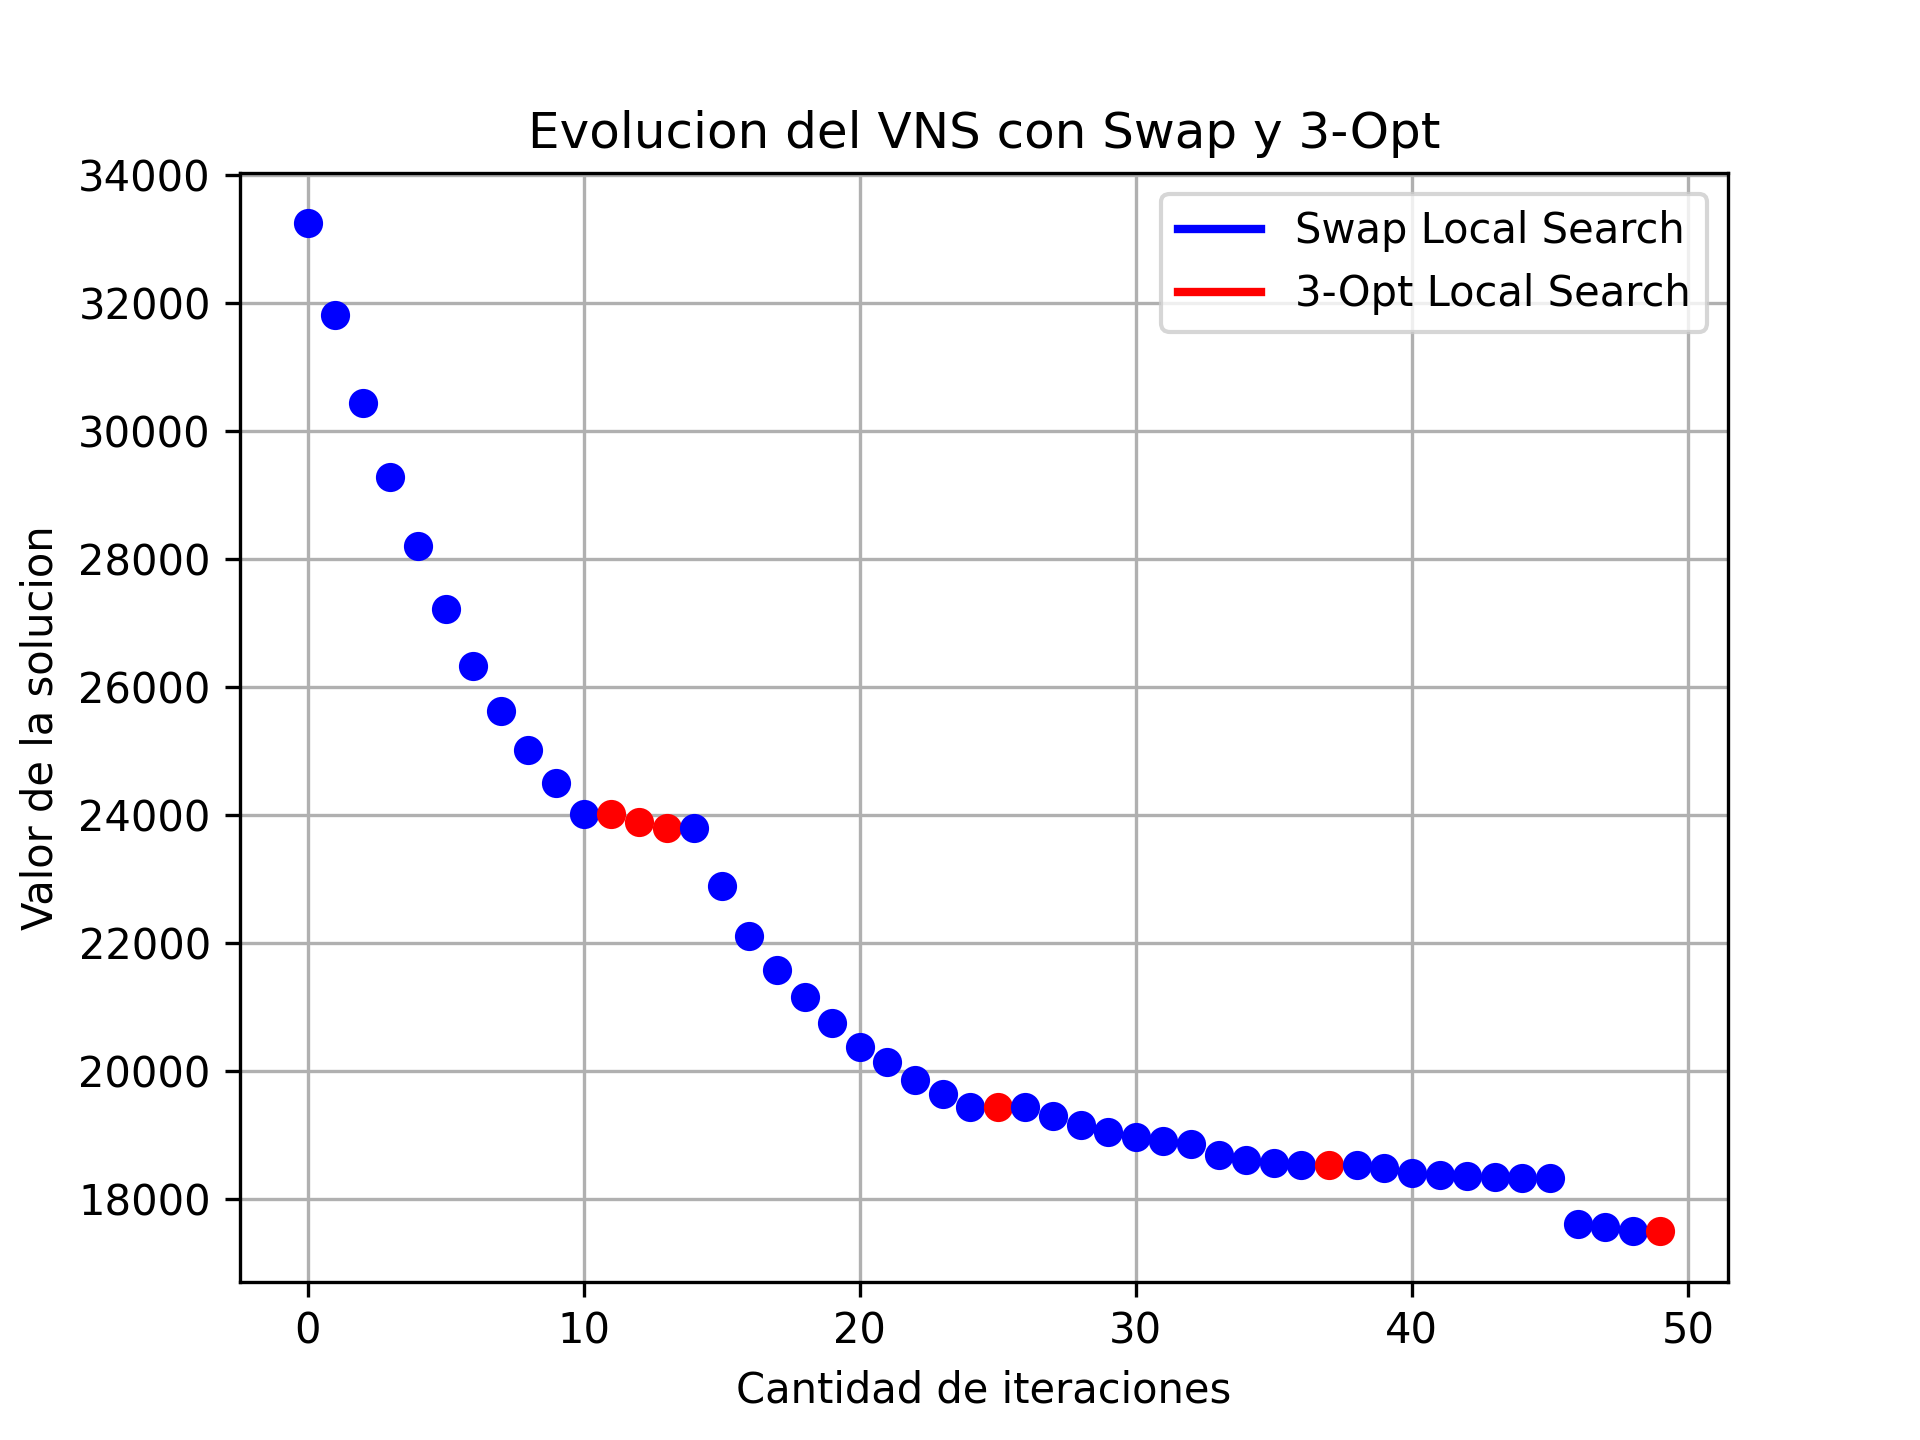 Evolucion del VNS con Swap y 3-Opt
34000
32000
30000
28000
26000
24000
22000
20000
18000
Valor de la solucion
Swap Local Search
3-Opt Local Search
0 10 20 30 40 50
Cantidad de iteraciones